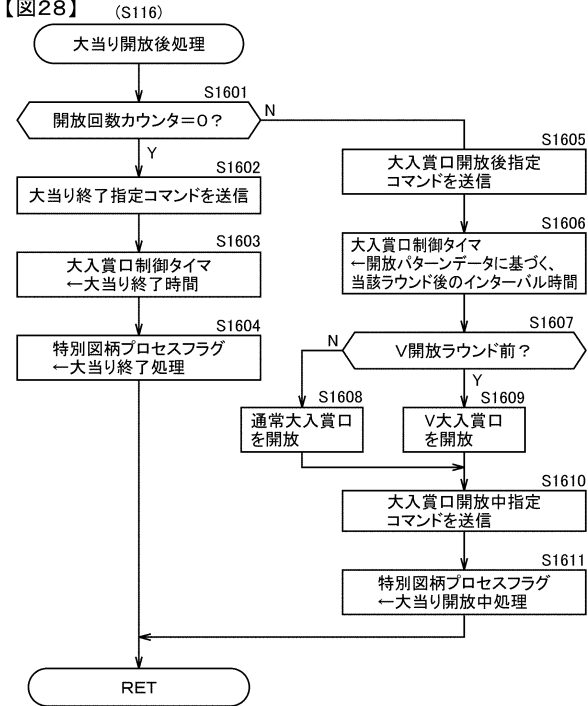 【図28】
(S116)
大当り開放後処理
S1601
開放回数カウンタ=0?
N
Y
S1602
大当り終了指定コマンドを送信
S1603
大入賞口制御タイマ
←大当り終了時間
S1604
特別図柄プロセスフラグ
←大当り終了処理
S1605
大入賞口開放後指定
コマンドを送信
S1606
大入賞口制御タイマ
←開放パターンデータに基づく、
当該ラウンド後のインターバル時間
S1607
V開放ラウンド前?
N
Y
S1608
通常大入賞口
を開放
S1609
V大入賞口
を開放
S1610
大入賞口開放中指定
コマンドを送信
S1611
特別図柄プロセスフラグ
←大当り開放中処理
RET